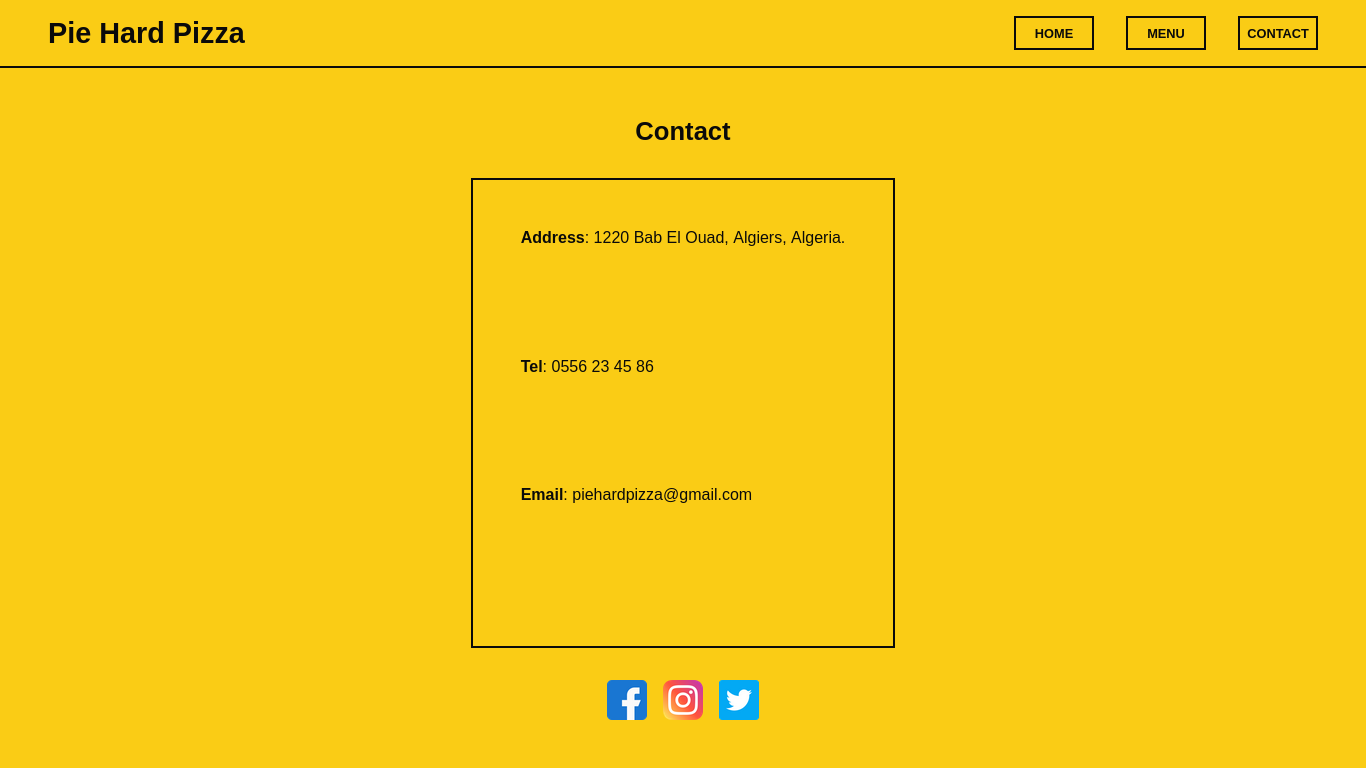 Pie Hard Pizza
HOME MENU CONTACT
Contact
Address: 1220 Bab El Ouad, Algiers, Algeria.
Tel: 0556 23 45 86
Email: piehardpizza@gmail.com